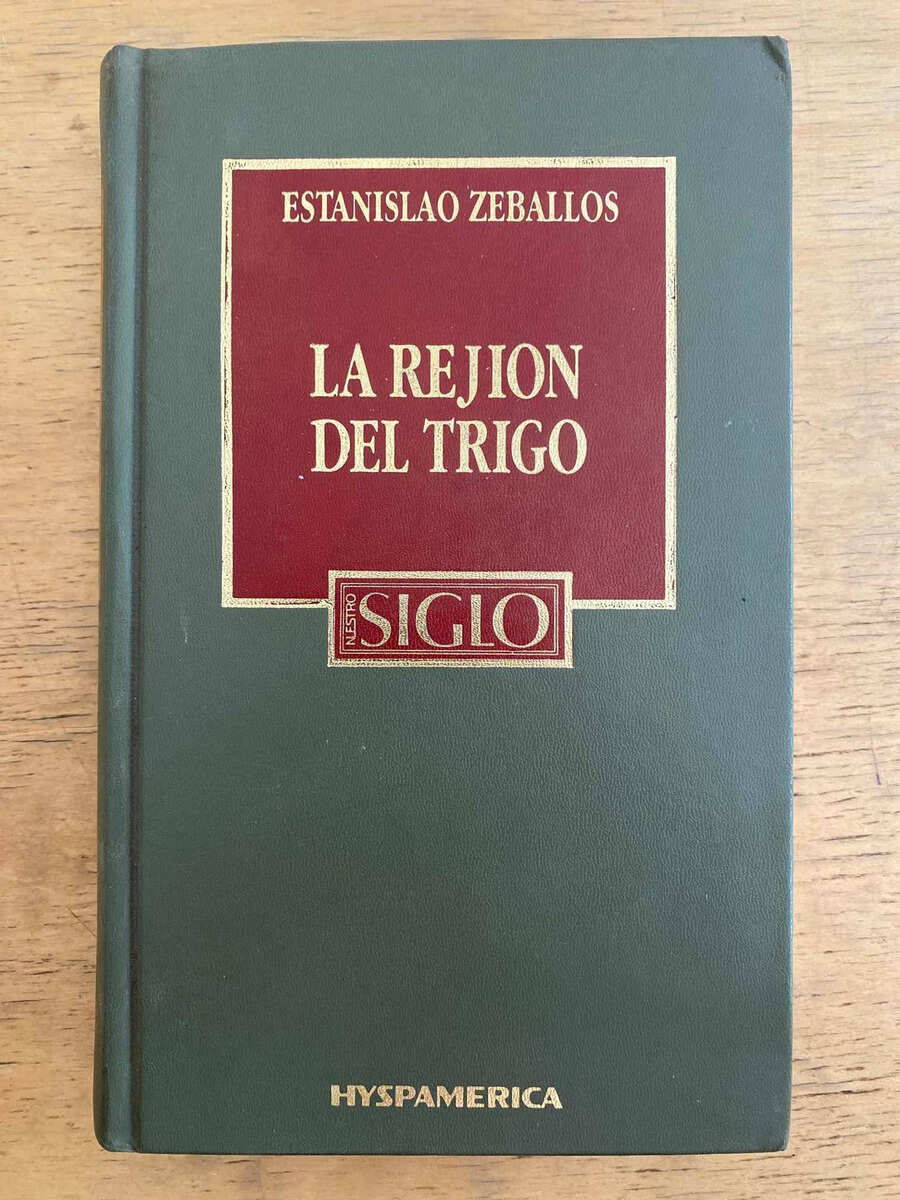 ESTANISLAO ZEBALLOS
LA REJION
DEL TRIGO
NUESTRO
SIGLO
HYSPAMERICA